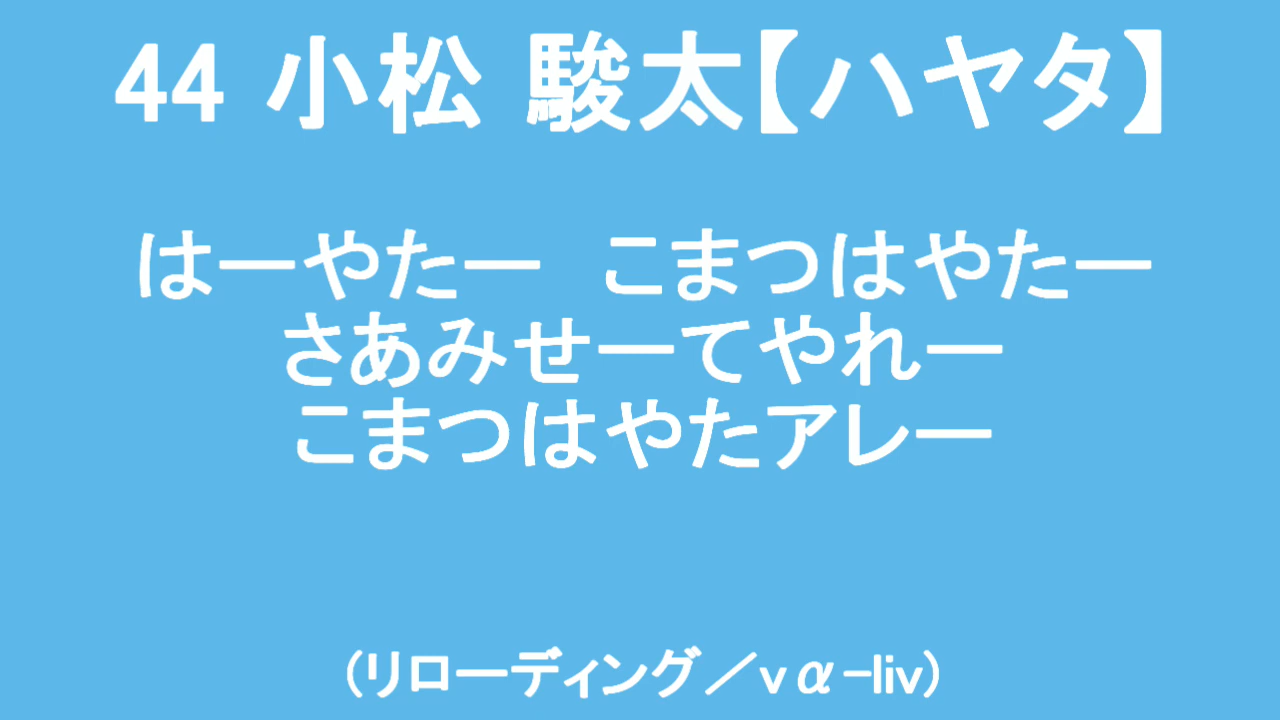 44 小松 駿太【ハヤタ】
はーやたー　こまつはやたー
さあみせーてやれー
こまつはやたアレー
(リローディング／vα-liv)